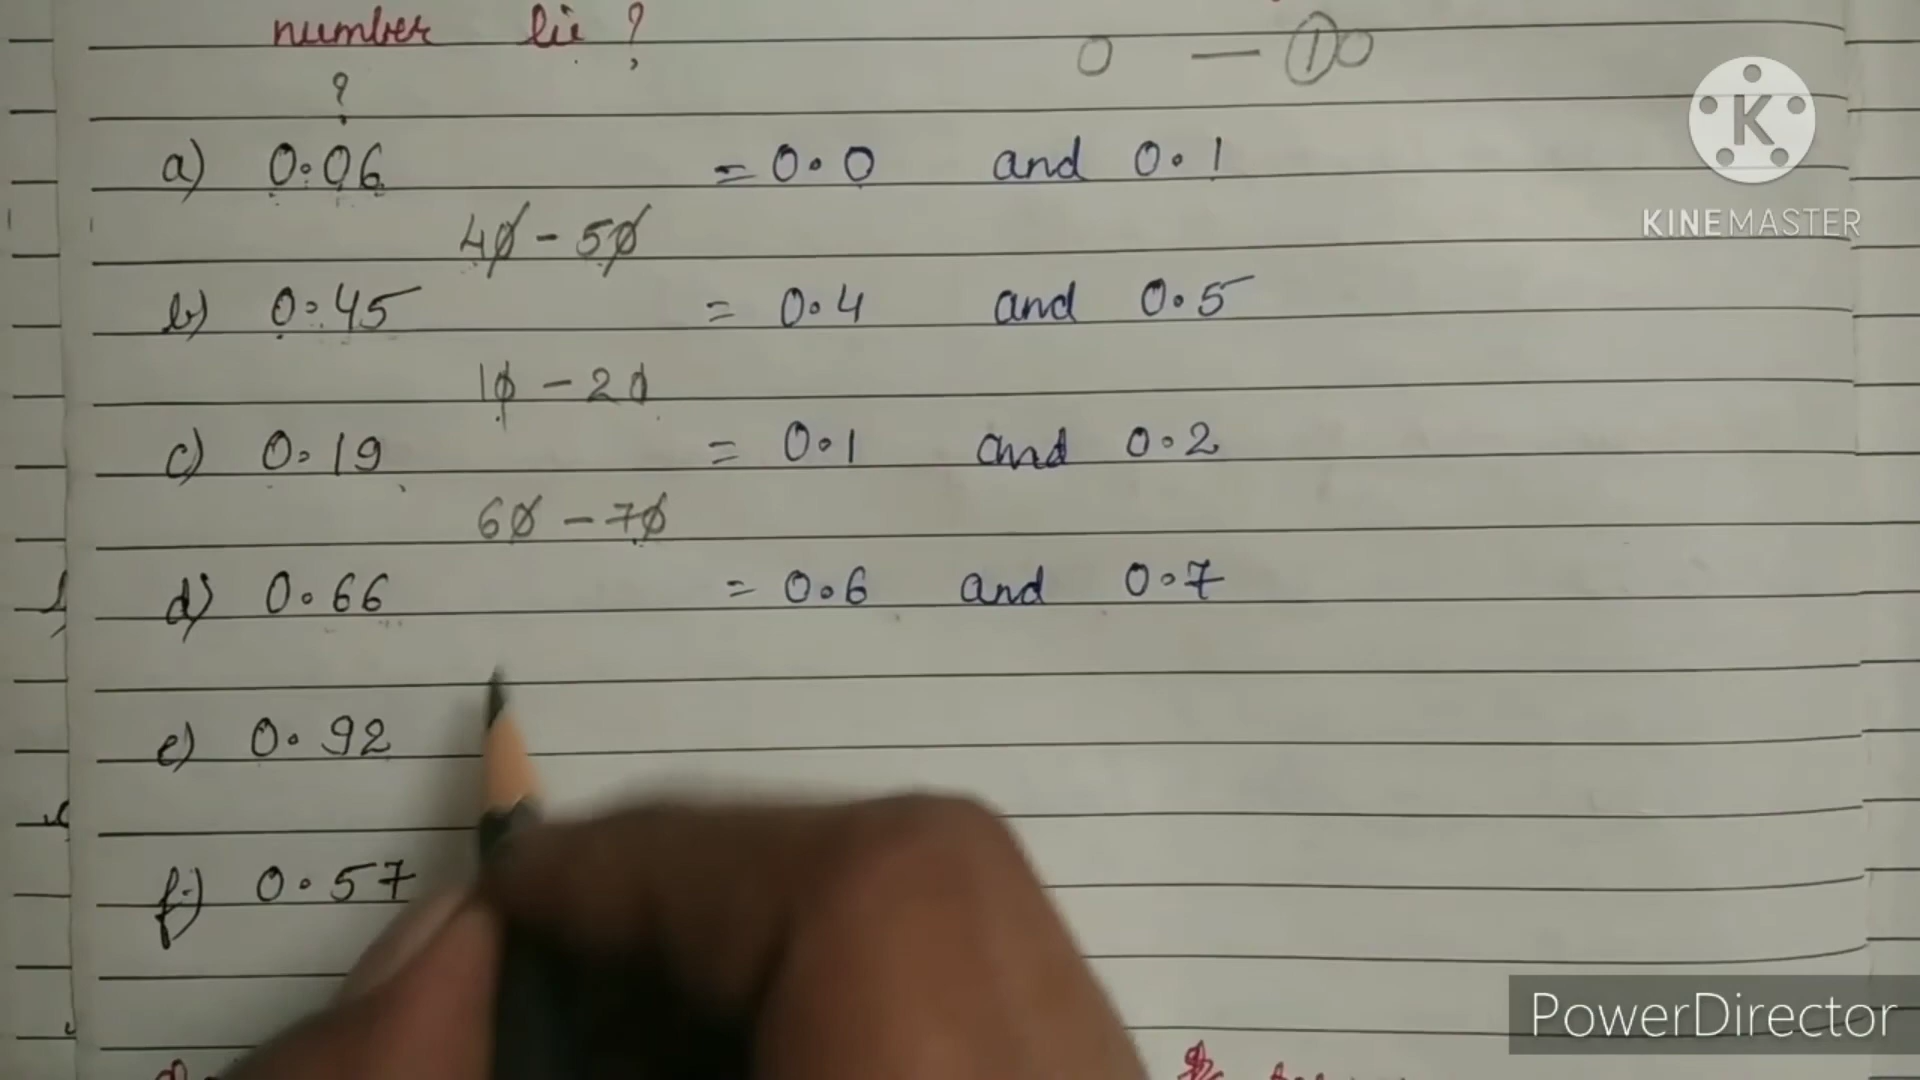 number lie ?
0 — 10
?
a) 0.06 = 0.0 and 0.1
40 - 50
b) 0.45 = 0.4 and 0.5
10 - 20
c) 0.19 = 0.1 and 0.2
60 - 70
d) 0.66 = 0.6 and 0.7
e) 0.92
f) 0.57
K
KINEMASTER
PowerDirector